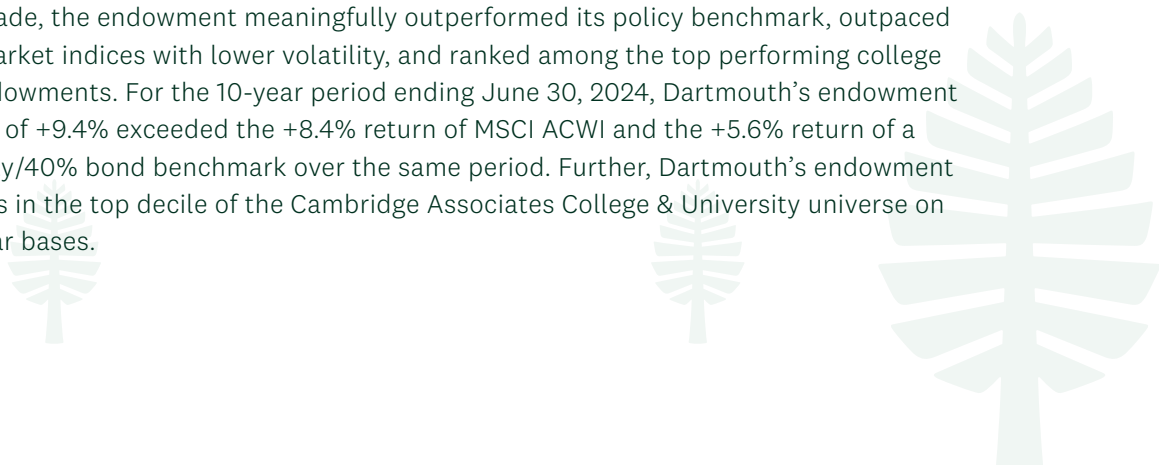 ade, the endowment meaningfully outperformed its policy benchmark, outpaced
arket indices with lower volatility, and ranked among the top performing college
dowments. For the 10-year period ending June 30, 2024, Dartmouth’s endowment
of +9.4% exceeded the +8.4% return of MSCI ACWI and the +5.6% return of a
y/40% bond benchmark over the same period. Further, Dartmouth’s endowment
s in the top decile of the Cambridge Associates College & University universe on
ar bases.